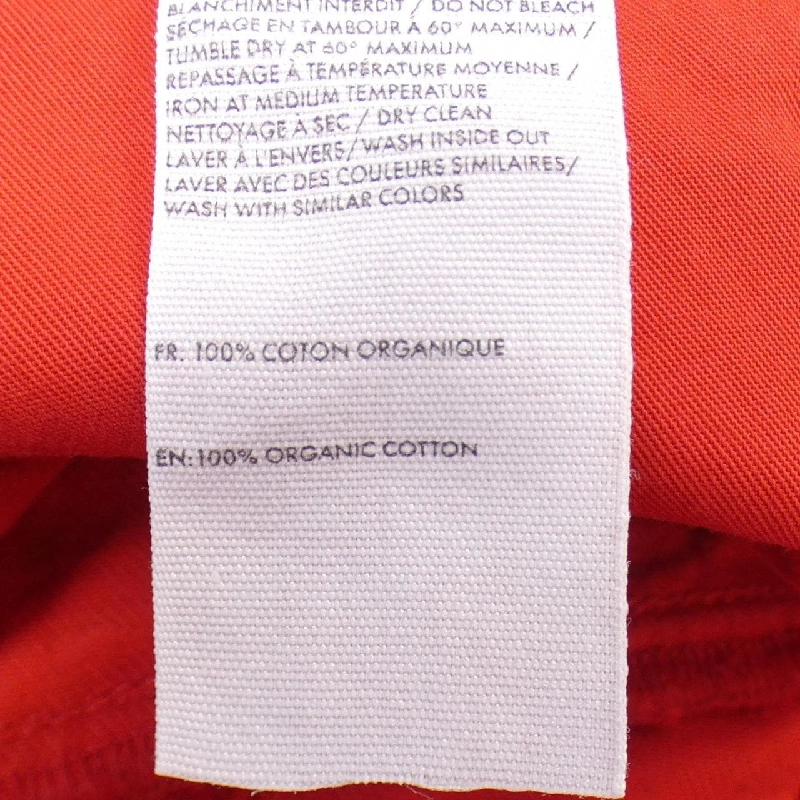 BLANCHIMENT INTERDIT / DO NOT BLEACH
SÉCHAGE EN TAMBOUR À 60° MAXIMUM /
TUMBLE DRY AT 60° MAXIMUM
REPASSAGE À TEMPÉRATURE MOYENNE /
IRON AT MEDIUM TEMPERATURE
NETTOYAGE À SEC / DRY CLEAN
LAVER À L'ENVERS/ WASH INSIDE OUT
LAVER AVEC DES COULEURS SIMILAIRES/
WASH WITH SIMILAR COLORS
FR: 100% COTON ORGANIQUE
EN:100% ORGANIC COTTON